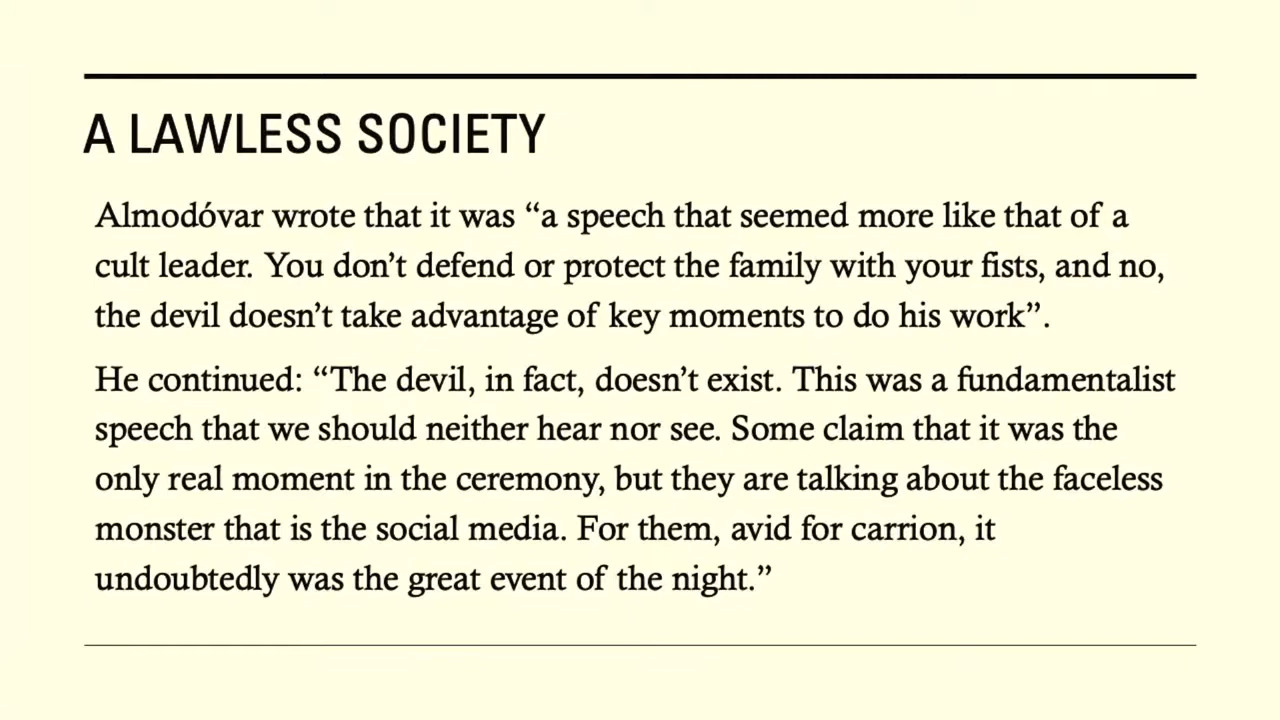 A LAWLESS SOCIETY
Almodóvar wrote that it was “a speech that seemed more like that of a
cult leader. You don’t defend or protect the family with your fists, and no,
the devil doesn’t take advantage of key moments to do his work”.
He continued: “The devil, in fact, doesn’t exist. This was a fundamentalist
speech that we should neither hear nor see. Some claim that it was the
only real moment in the ceremony, but they are talking about the faceless
monster that is the social media. For them, avid for carrion, it
undoubtedly was the great event of the night.”